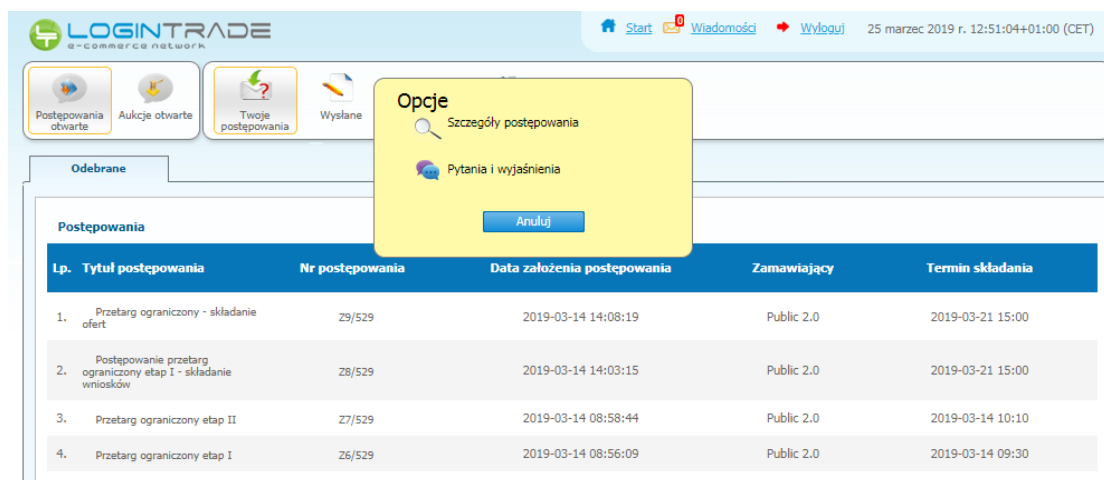 LOGINTRADE
e-commerce network
Start 0 Wiadomości Wyloguj 25 marzec 2019 r. 12:51:04+01:00 (CET)
Postępowania
otwarte
Aukcje otwarte
Twoje
postępowania
Wysłane
Opcje
Szczegóły postępowania
Pytania i wyjaśnienia
Anuluj
Odebrane
Postępowania
Lp. Tytuł postępowania Nr postępowania Data założenia postępowania Zamawiający Termin składania
1. Przetarg ograniczony - składanie
ofert Z9/529 2019-03-14 14:08:19 Public 2.0 2019-03-21 15:00
2. Postępowanie przetarg
ograniczony etap I - składanie
wniosków Z8/529 2019-03-14 14:03:15 Public 2.0 2019-03-21 15:00
3. Przetarg ograniczony etap II Z7/529 2019-03-14 08:58:44 Public 2.0 2019-03-14 10:10
4. Przetarg ograniczony etap I Z6/529 2019-03-14 08:56:09 Public 2.0 2019-03-14 09:30